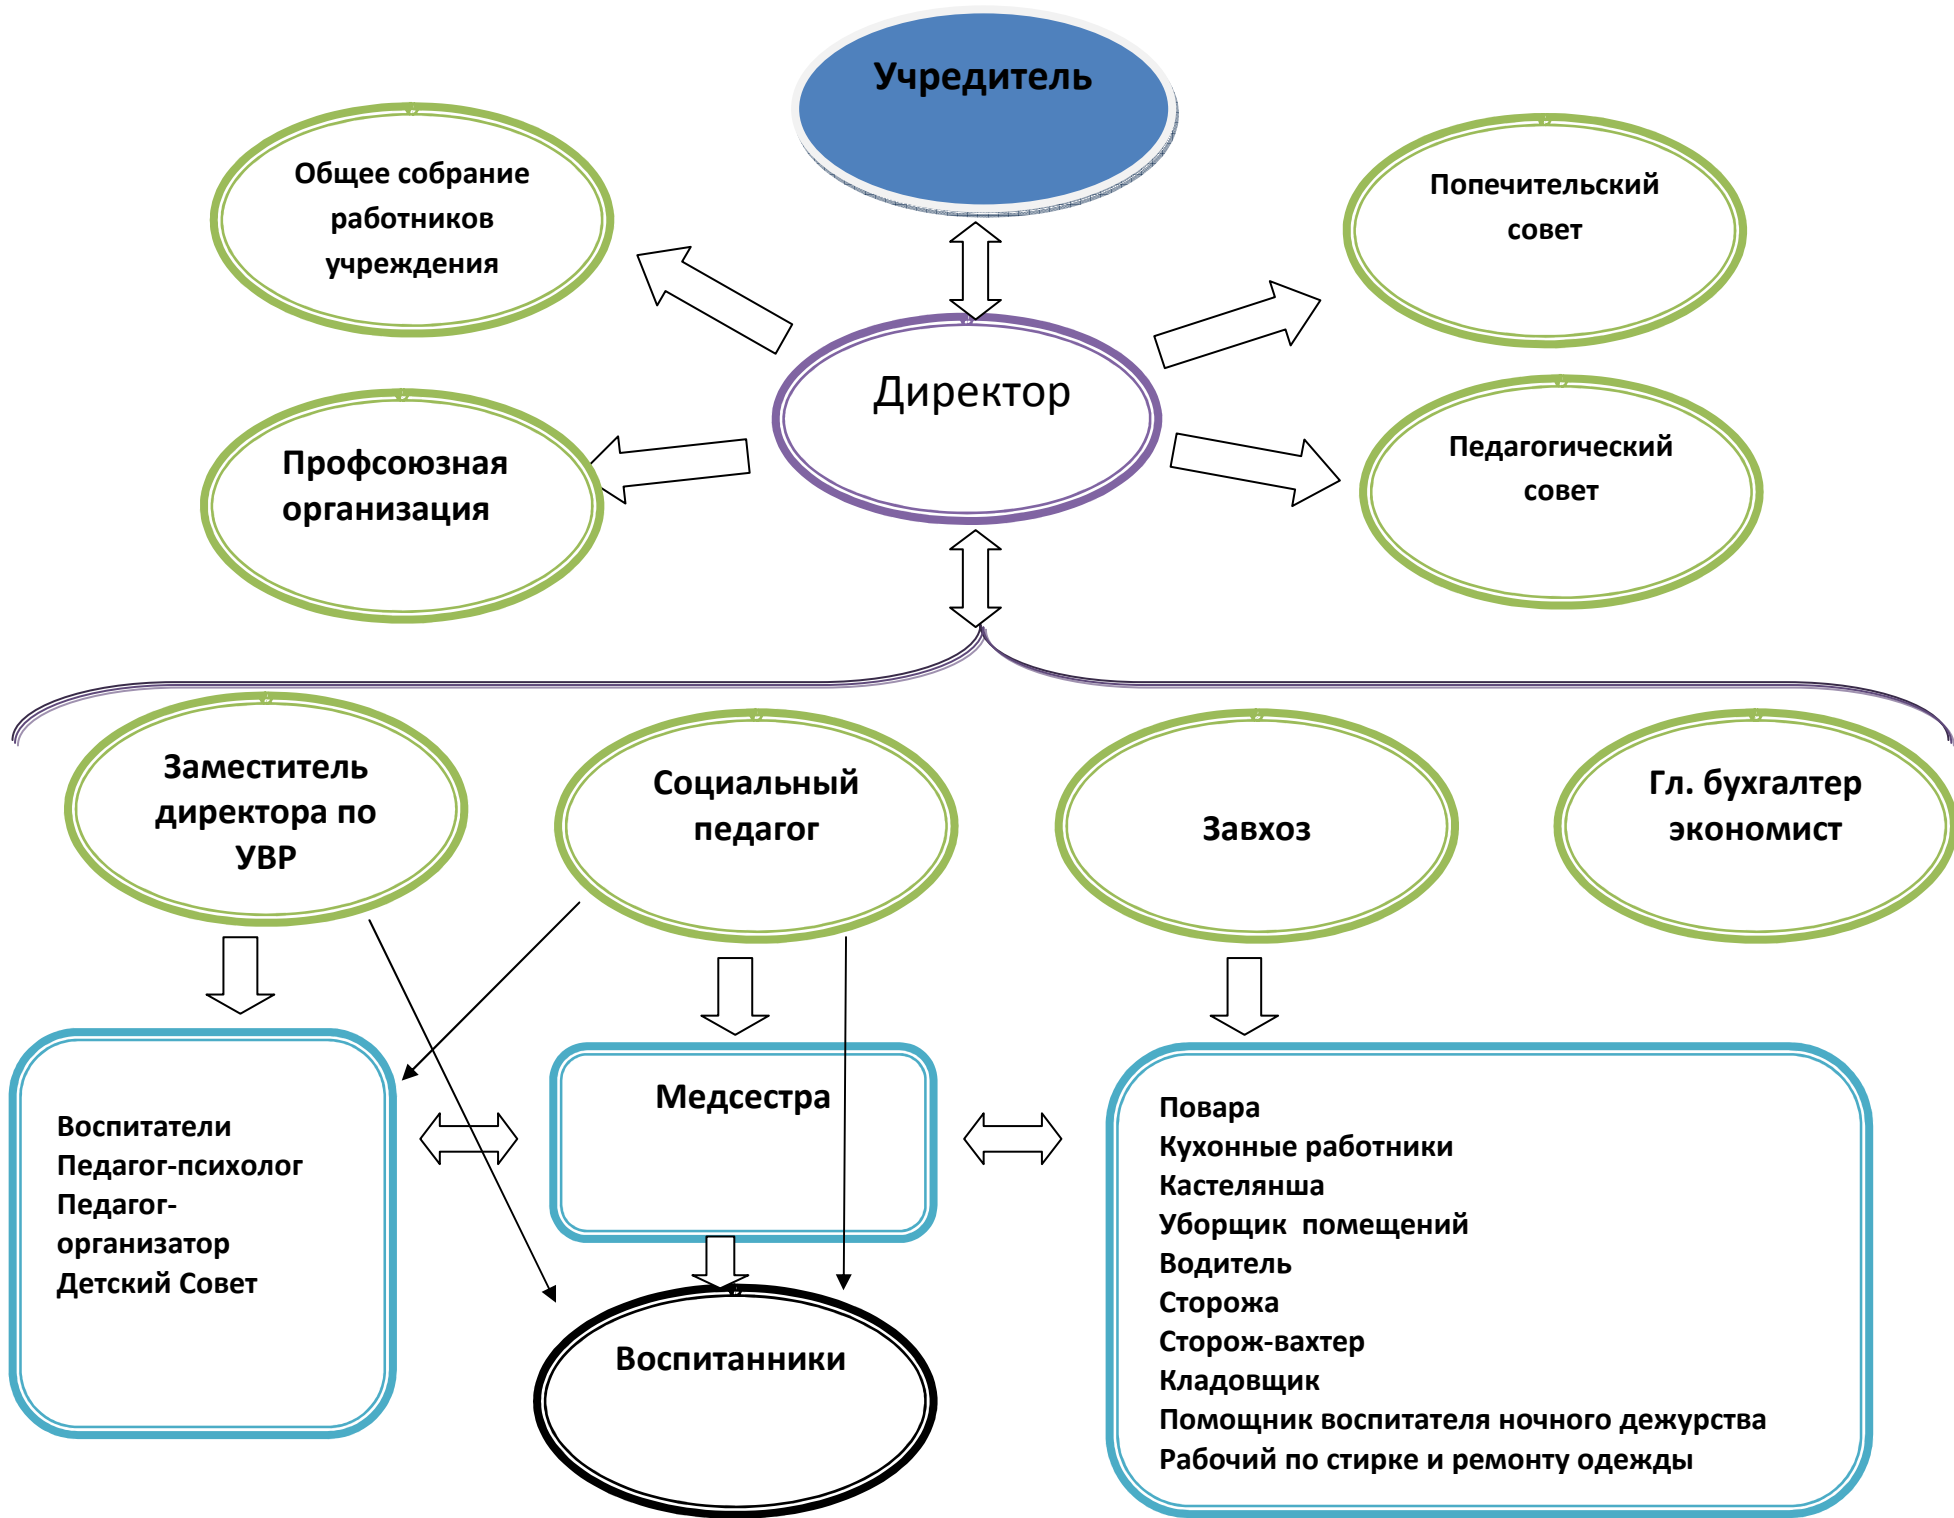 Учредитель
Общее собрание
работников
учреждения
Попечительский
совет
Директор
Профсоюзная
организация
Педагогический
совет
Заместитель
директора по
УВР
Социальный
педагог
Завхоз
Гл. бухгалтер
экономист
Воспитатели
Педагог-психолог
Педагог-
организатор
Детский Совет
Медсестра
Повара
Кухонные работники
Кастелянша
Уборщик  помещений
Водитель
Сторожа
Сторож-вахтер
Кладовщик
Помощник воспитателя ночного дежурства
Рабочий по стирке и ремонту одежды
Воспитанники